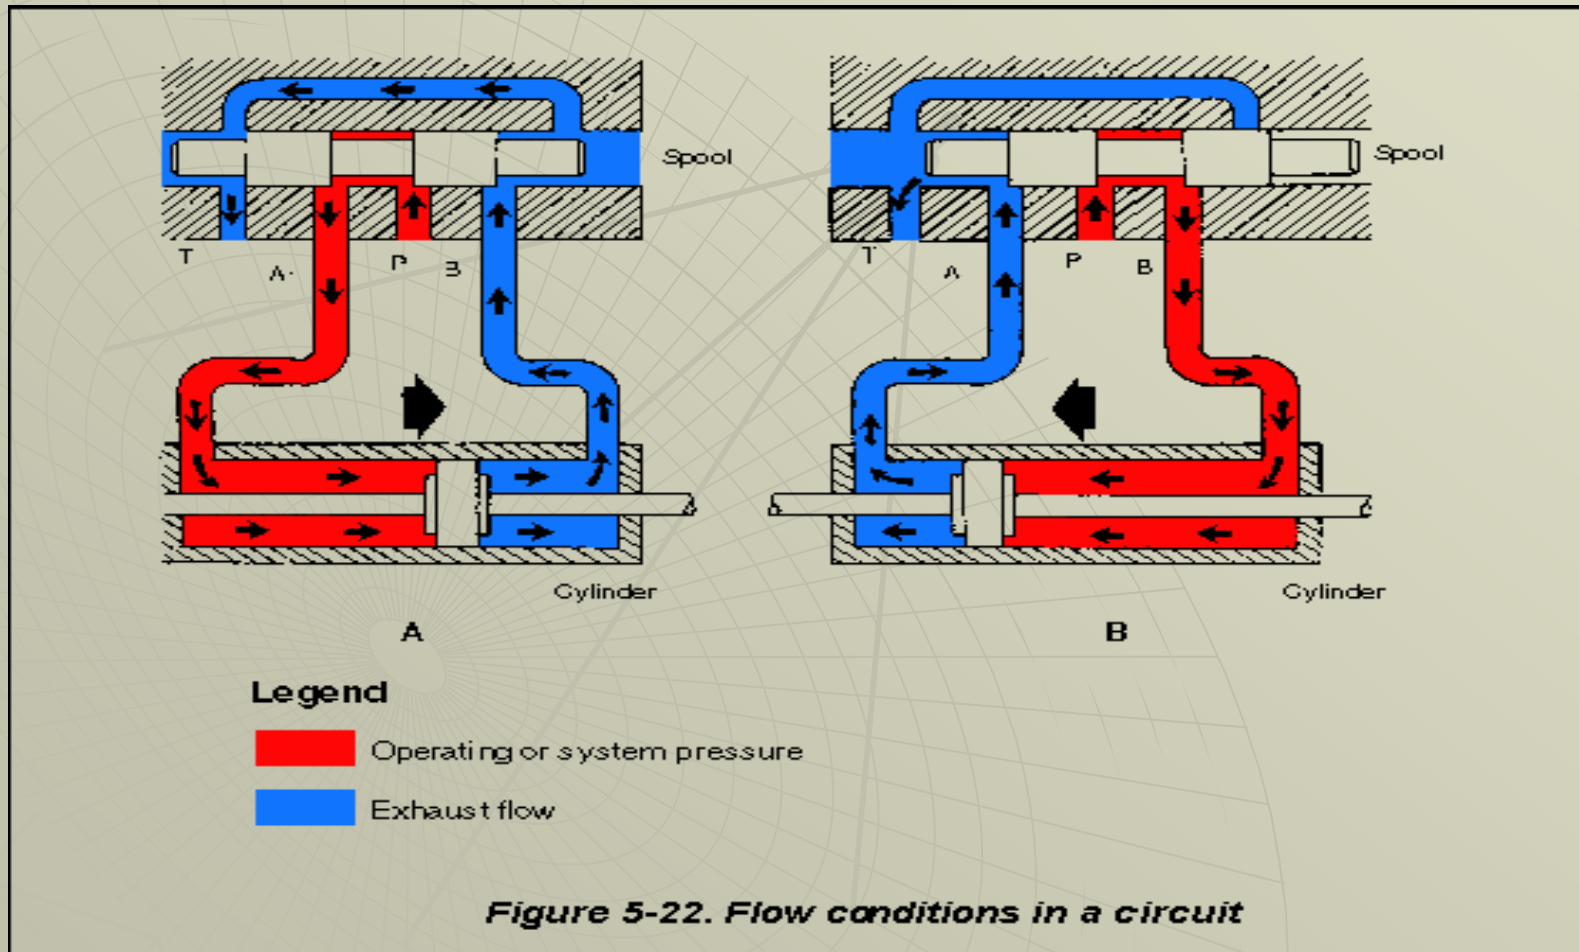 Spool
Spool
T A P B
T A P B
Cylinder
Cylinder
A
B
Legend
Operating or system pressure
Exhaust flow
Figure 5-22. Flow conditions in a circuit